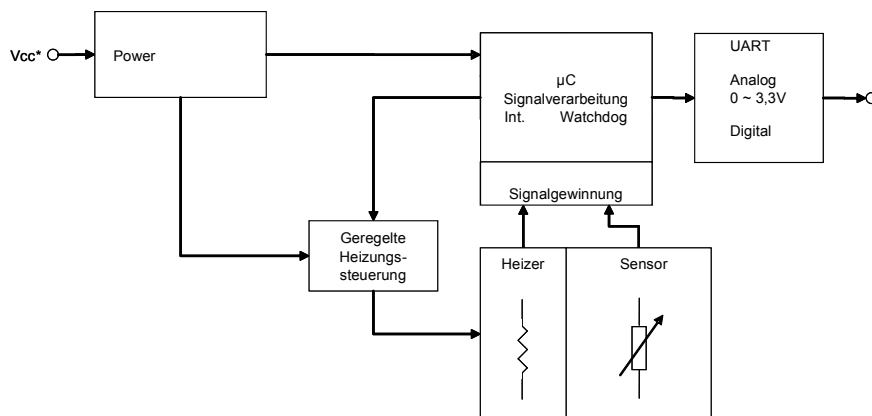 Vcc*
Power
µC
Signalverarbeitung
Int. Watchdog
Signalgewinnung
UART
Analog
0 ~ 3,3V
Digital
Geregelte
Heizungs-
steuerung
Heizer
Sensor